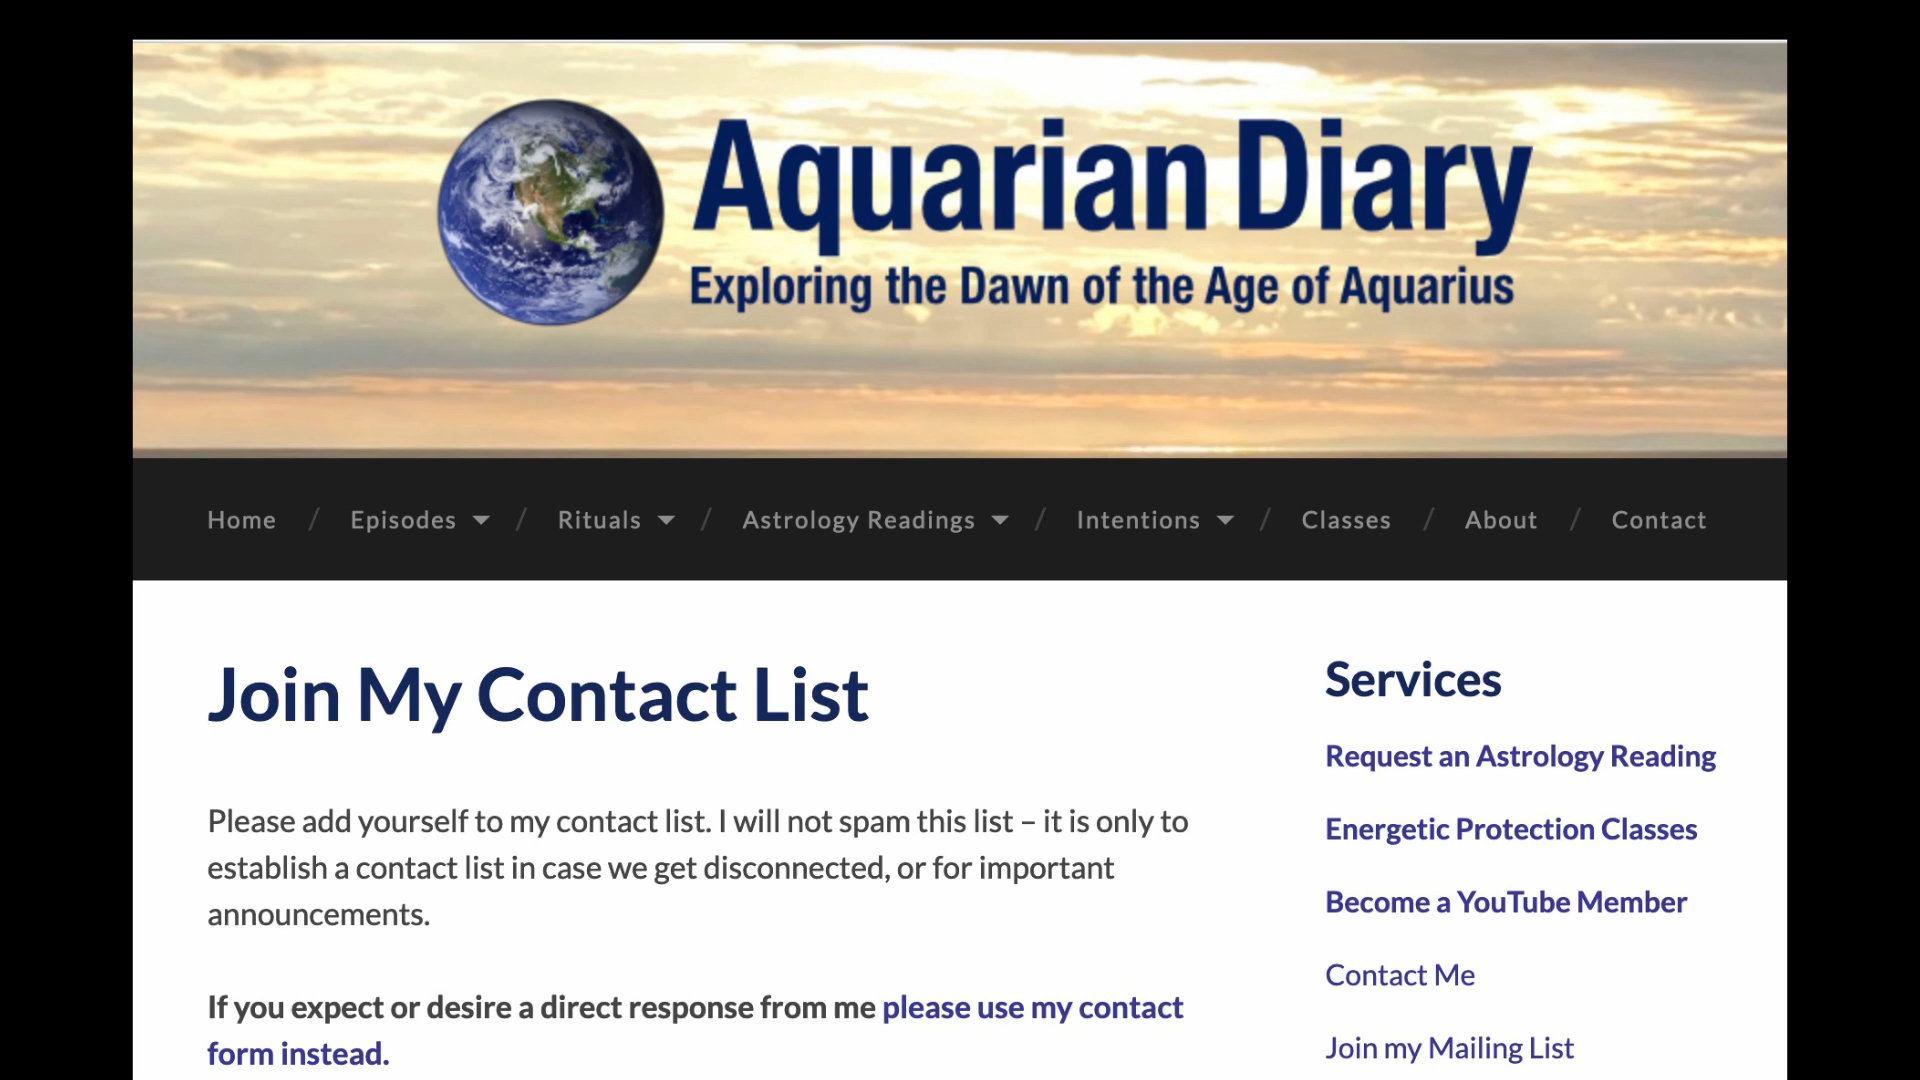 Aquarian Diary
Exploring the Dawn of the Age of Aquarius
Home / Episodes / Rituals / Astrology Readings / Intentions / Classes / About / Contact
Join My Contact List
Please add yourself to my contact list. I will not spam this list – it is only to
establish a contact list in case we get disconnected, or for important
announcements.
If you expect or desire a direct response from me please use my contact
form instead.
Services
Request an Astrology Reading
Energetic Protection Classes
Become a YouTube Member
Contact Me
Join my Mailing List